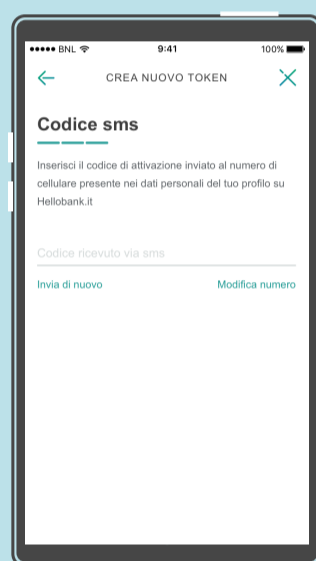 BNL 9:41 100%
CREA NUOVO TOKEN
Codice sms
Inserisci il codice di attivazione inviato al numero di
cellulare presente nei dati personali del tuo profilo su
Hellobank.it
Codice ricevuto via sms
Invia di nuovo Modifica numero